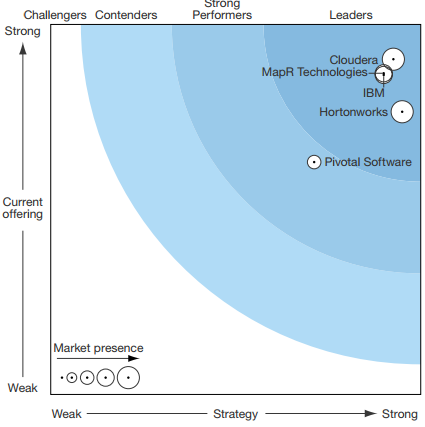 Challengers Contenders Strong Performers Leaders
Strong
Cloudera
MapR Technologies
IBM
Hortonworks
Pivotal Software
Current
offering
Market presence
Weak
Weak Strategy Strong